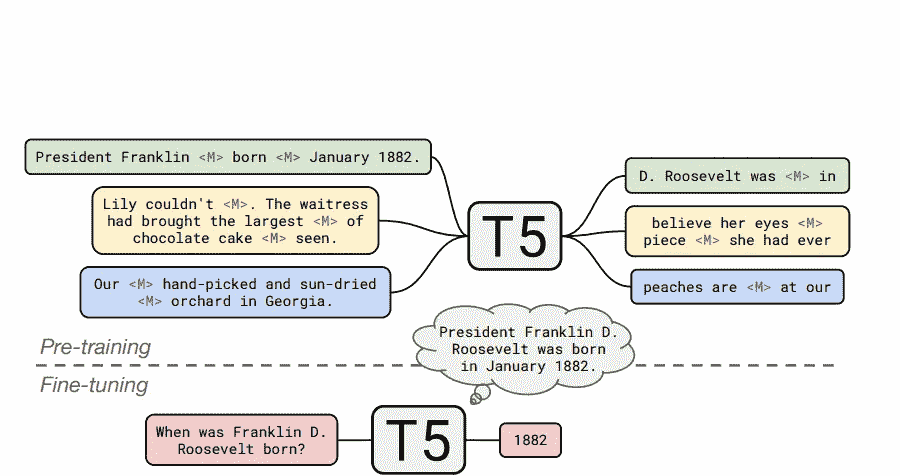 President Franklin <M> born <M> January 1882.
Lily couldn't <M>. The waitress
had brought the largest <M> of
chocolate cake <M> seen.
Our <M> hand-picked and sun-dried
<M> orchard in Georgia.
T5
D. Roosevelt was <M> in
believe her eyes <M>
piece <M> she had ever
peaches are <M> at our
President Franklin D.
Roosevelt was born
in January 1882.
Pre-training
Fine-tuning
When was Franklin D.
Roosevelt born?
T5
1882